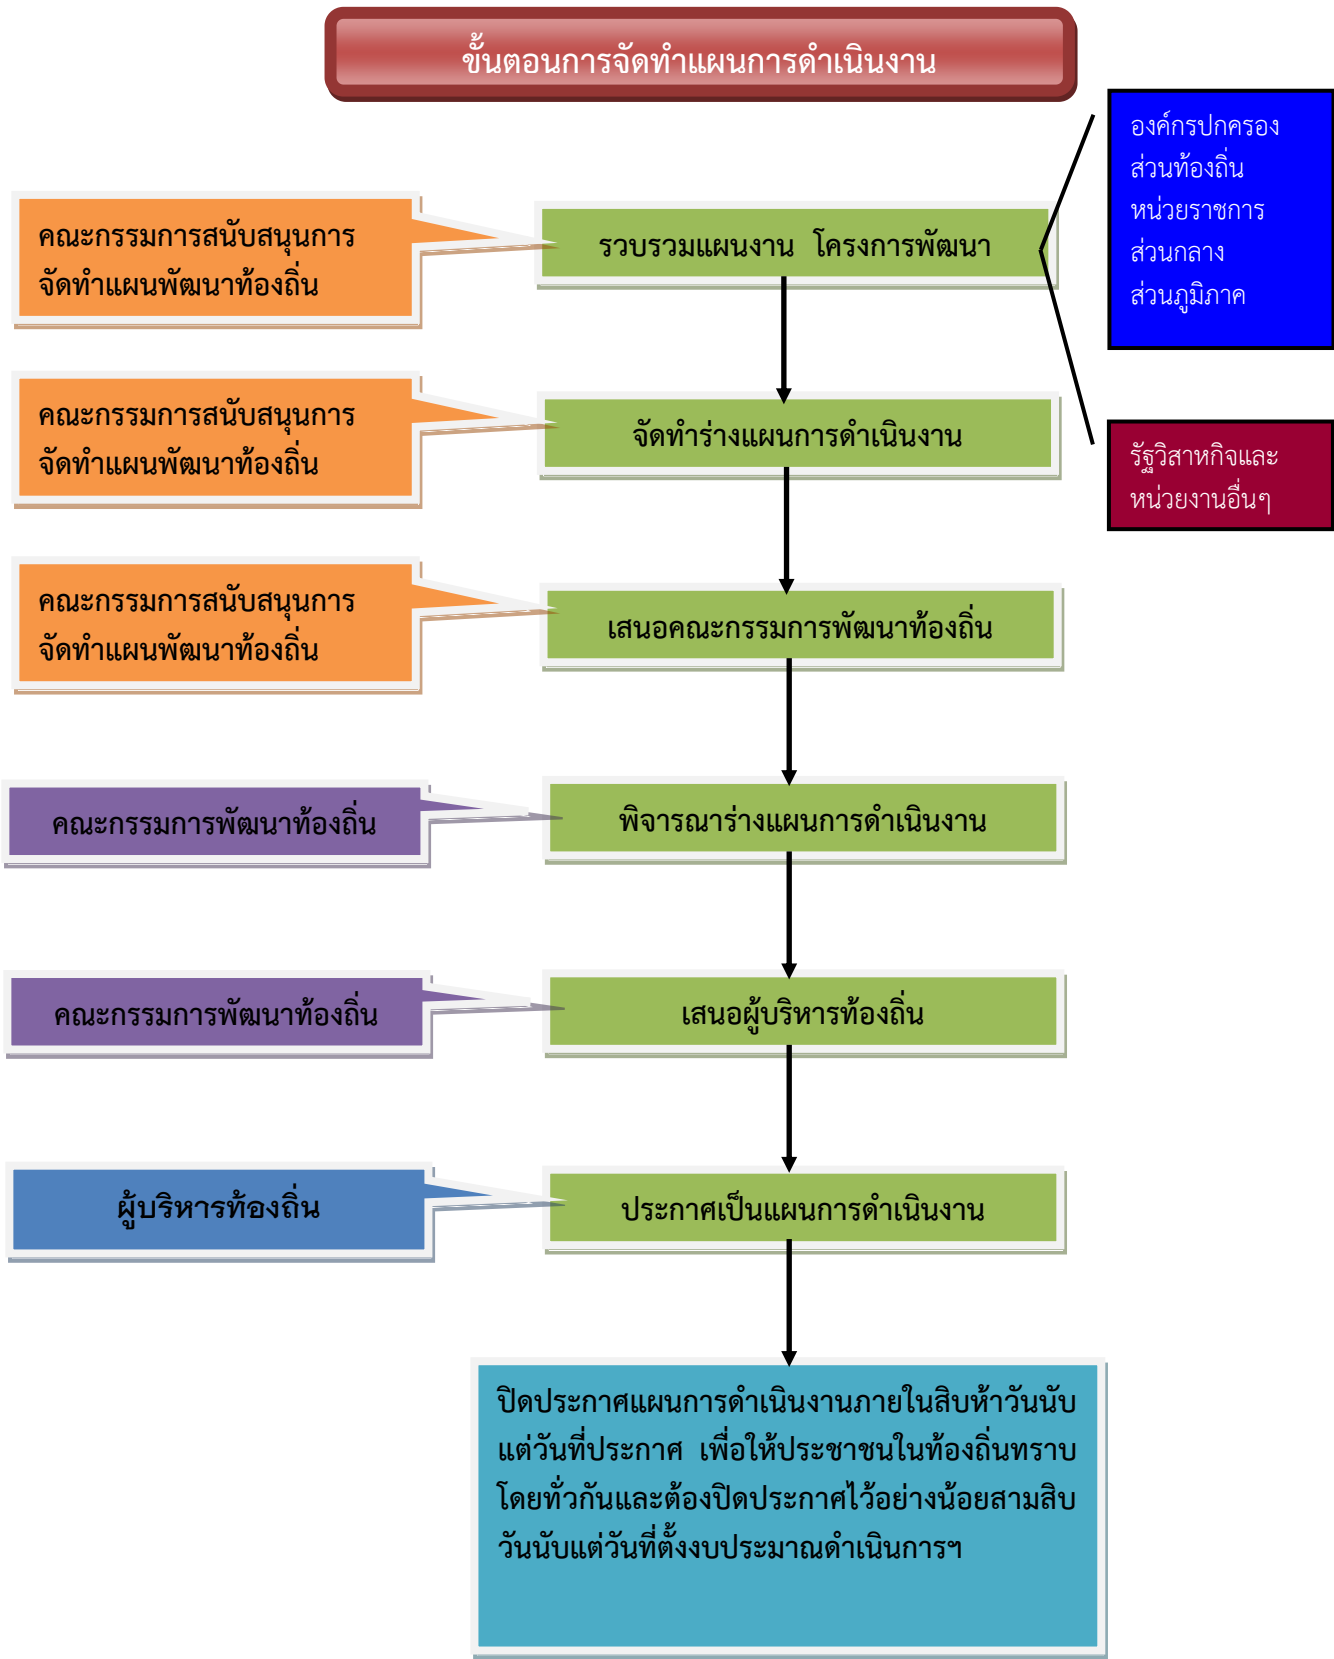 ขั้นตอนการจัดทำแผนการดำเนินงาน
องค์กรปกครอง
ส่วนท้องถิ่น
หน่วยราชการ
ส่วนกลาง
ส่วนภูมิภาค
คณะกรรมการสนับสนุนการ
จัดทำแผนพัฒนาท้องถิ่น
รวบรวมแผนงาน โครงการพัฒนา
คณะกรรมการสนับสนุนการ
จัดทำแผนพัฒนาท้องถิ่น
จัดทำร่างแผนการดำเนินงาน
รัฐวิสาหกิจและ
หน่วยงานอื่นๆ
คณะกรรมการสนับสนุนการ
จัดทำแผนพัฒนาท้องถิ่น
เสนอคณะกรรมการพัฒนาท้องถิ่น
คณะกรรมการพัฒนาท้องถิ่น
พิจารณาร่างแผนการดำเนินงาน
คณะกรรมการพัฒนาท้องถิ่น
เสนอผู้บริหารท้องถิ่น
ผู้บริหารท้องถิ่น
ประกาศเป็นแผนการดำเนินงาน
ปิดประกาศแผนการดำเนินงานภายในสิบห้าวันนับ
แต่วันที่ประกาศ เพื่อให้ประชาชนในท้องถิ่นทราบ
โดยทั่วกันและต้องปิดประกาศไว้อย่างน้อยสามสิบ
วันนับแต่วันที่ตั้งงบประมาณดำเนินการฯ